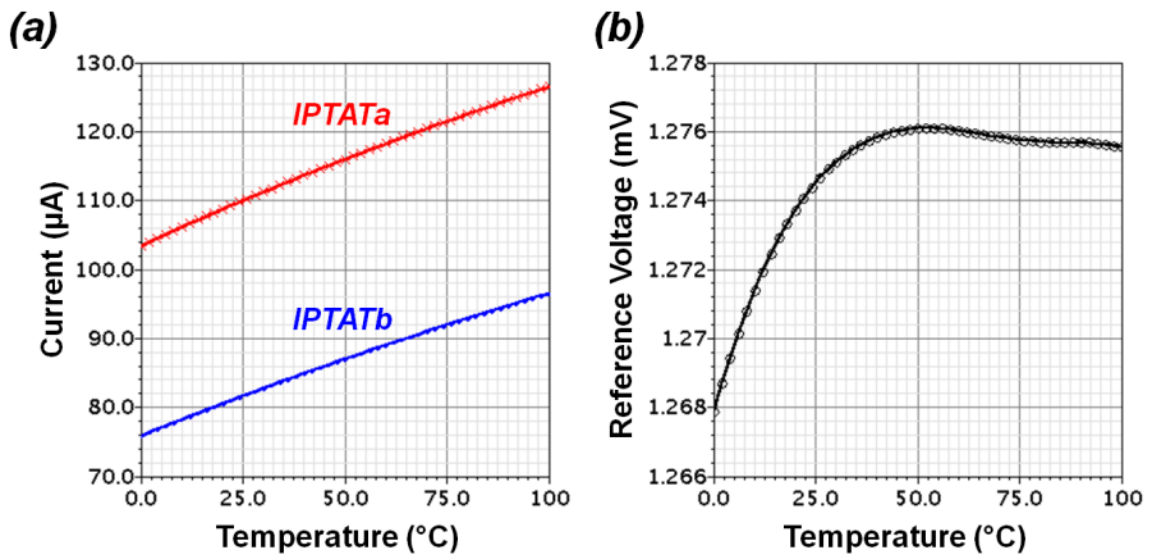 (a)
130.0
120.0
110.0
100.0
90.0
80.0
70.0
Current (µA)
IPTATa
IPTATb
0.0 25.0 50.0 75.0 100
Temperature (°C)
(b)
1.278
1.276
1.274
1.272
1.27
1.268
1.266
Reference Voltage (mV)
0.0 25.0 50.0 75.0 100
Temperature (°C)